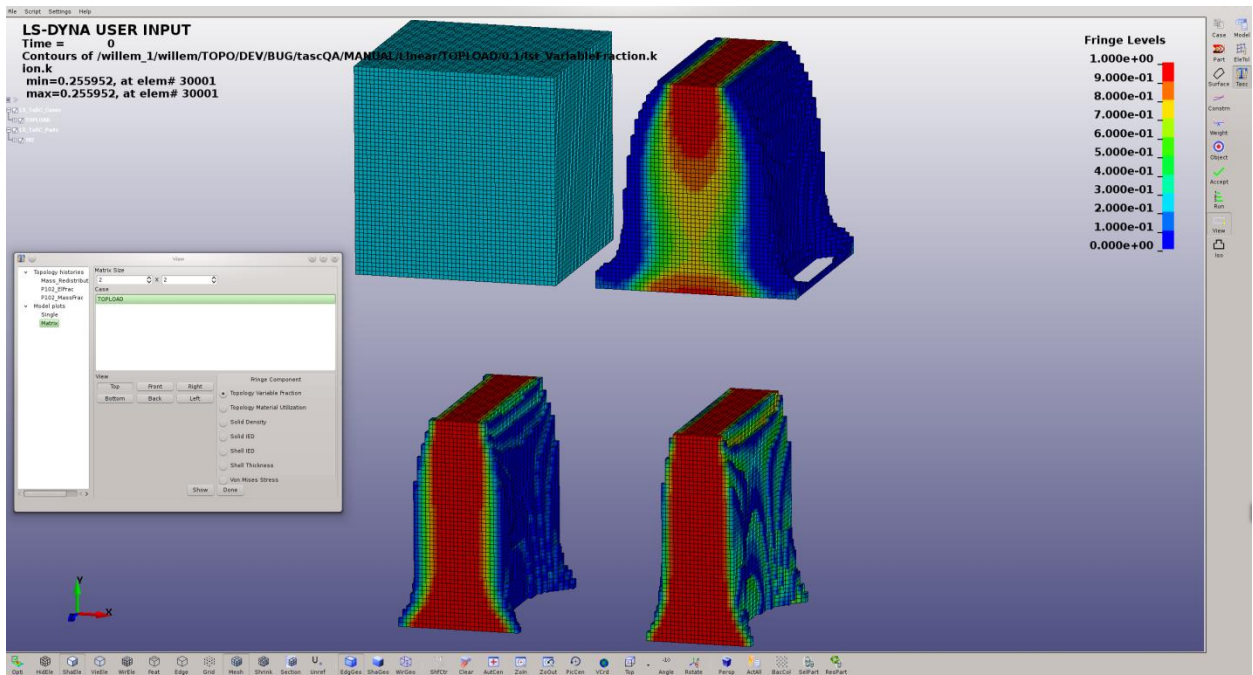 File Script Settings Help
LS-DYNA USER INPUT
Time = 0
Contours of /willem_1/willem/TOPO/DEV/BUG/tascQA/MANUAL/Linear/TOPLOAD/0.1/lst_VariableFraction.k
ion.k
min=0.255952, at elem# 30001
max=0.255952, at elem# 30001
TOPLOAD
Fringe Levels
1.000e+00
9.000e-01
8.000e-01
7.000e-01
6.000e-01
5.000e-01
4.000e-01
3.000e-01
2.000e-01
1.000e-01
0.000e+00
Case Model
Part EleTol
Surface Tasc
Constrn
Weight
Object
Accept
Run
View
Iso
View
Topology histories
Mass_Redistribut
P102_ElFrac
P102_MassFrac
Model plots
Single
Matrix
Matrix Size
2 X 2
Case
TOPLOAD
View
Top Front Right
Bottom Back Left
Fringe Component
Topology Variable Fraction
Topology Material Utilization
Solid Density
Solid IED
Shell IED
Shell Thickness
Von Mises Stress
Show Done
Y
X
Opti HidEle ShaEle VieEle WirEle Feat Edge Grid Mesh Shrink Section Unref EdgGeo ShaGeo WirGeo ShfCtr Clear AutCen ZoIn ZoOut PicCen VCrd Top -10 Angle Rotate Persp ActAll BacCol SelPart ResPart